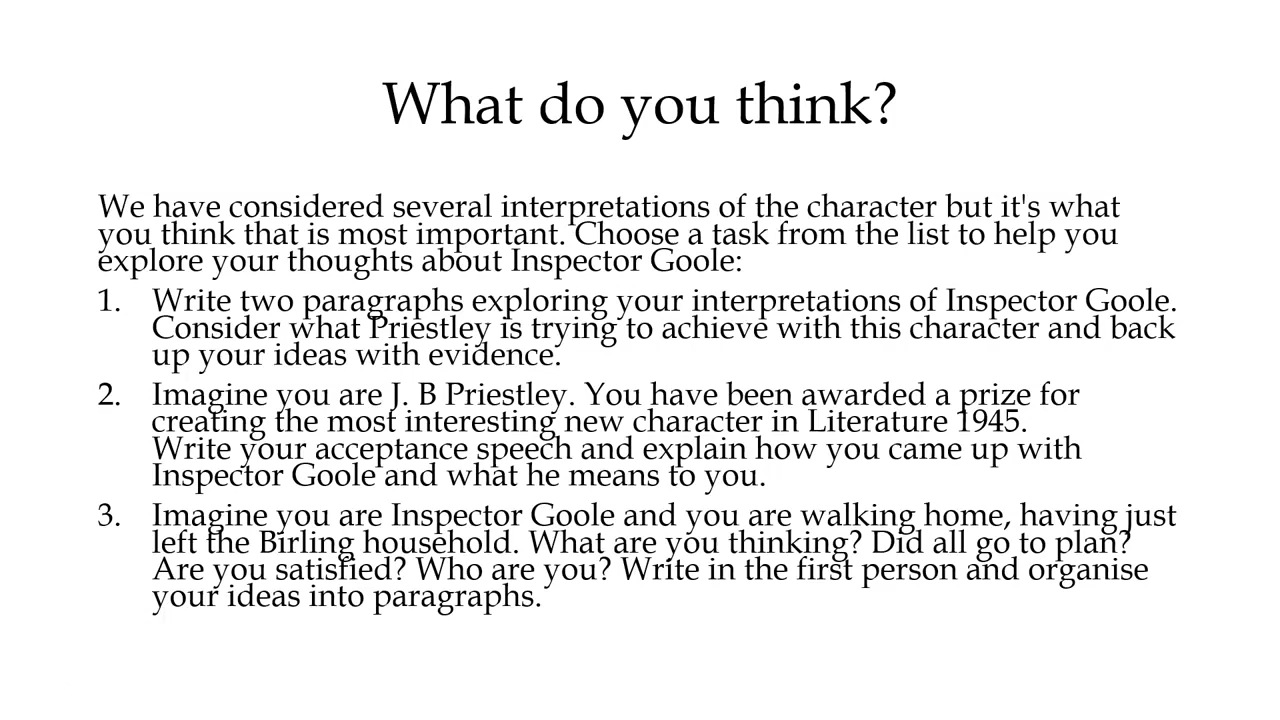 What do you think?
We have considered several interpretations of the character but it's what
you think that is most important. Choose a task from the list to help you
explore your thoughts about Inspector Goole:
1. Write two paragraphs exploring your interpretations of Inspector Goole.
Consider what Priestley is trying to achieve with this character and back
up your ideas with evidence.
2. Imagine you are J. B Priestley. You have been awarded a prize for
creating the most interesting new character in Literature 1945.
Write your acceptance speech and explain how you came up with
Inspector Goole and what he means to you.
3. Imagine you are Inspector Goole and you are walking home, having just
left the Birling household. What are you thinking? Did all go to plan?
Are you satisfied? Who are you? Write in the first person and organise
your ideas into paragraphs.